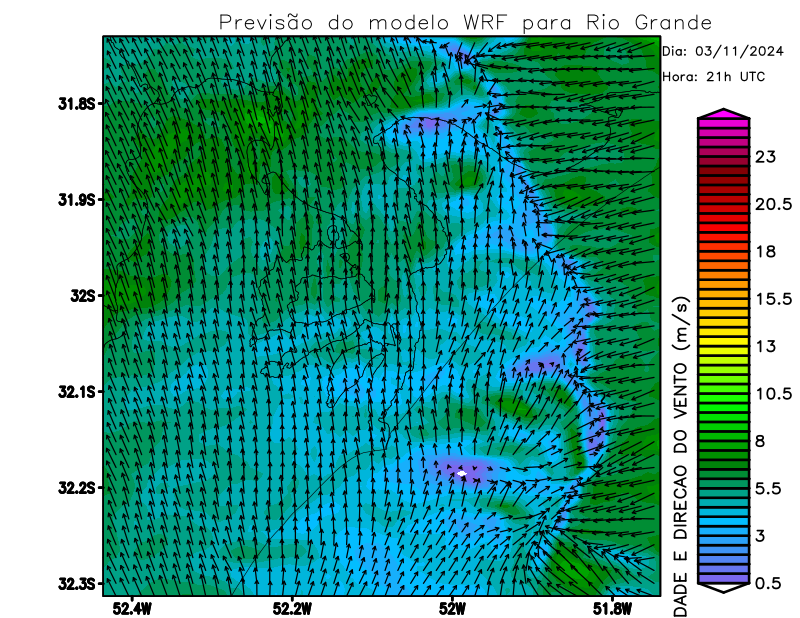 Previsão do modelo WRF para Rio Grande
Dia: 03/11/2024
Hora: 21h UTC
31.8S
31.9S
32S
32.1S
32.2S
32.3S
52.4W
52.2W
52W
51.8W
DADE E DIRECAO DO VENTO (m/s)
23
20.5
18
15.5
13
10.5
8
5.5
3
0.5